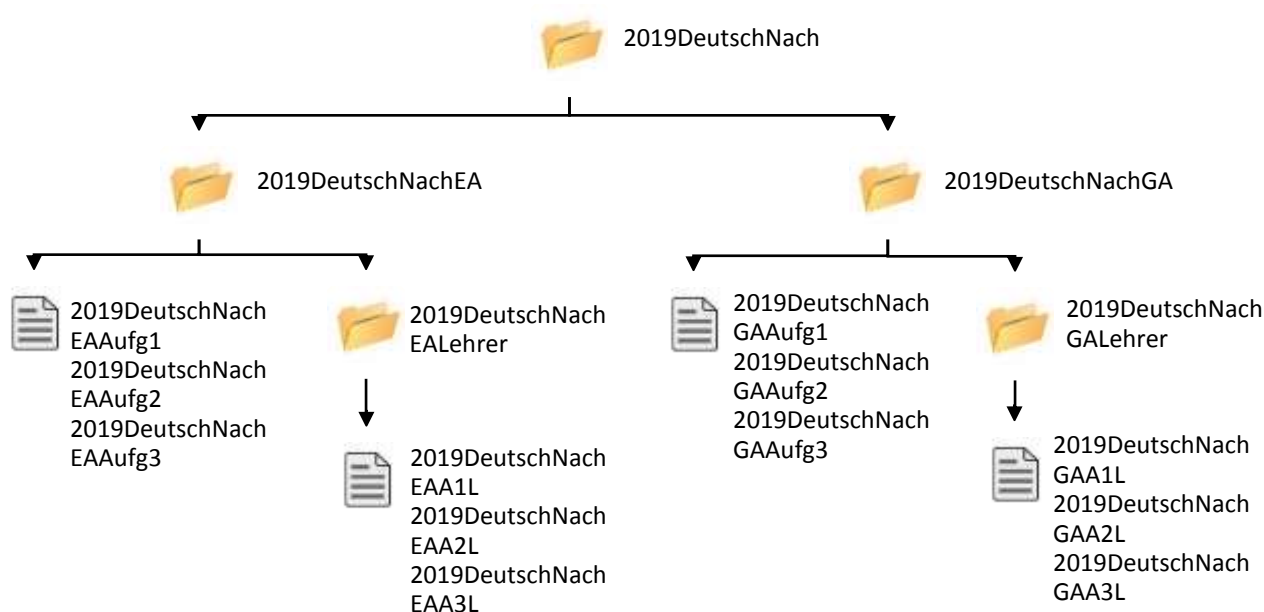 2019DeutschNach
2019DeutschNachEA
2019DeutschNachGA
2019DeutschNach
EAAufg1
2019DeutschNach
EAAufg2
2019DeutschNach
EAAufg3
2019DeutschNach
EALehrer
2019DeutschNach
EAA1L
2019DeutschNach
EAA2L
2019DeutschNach
EAA3L
2019DeutschNach
GAAufg1
2019DeutschNach
GAAufg2
2019DeutschNach
GAAufg3
2019DeutschNach
GALehrer
2019DeutschNach
GAA1L
2019DeutschNach
GAA2L
2019DeutschNach
GAA3L